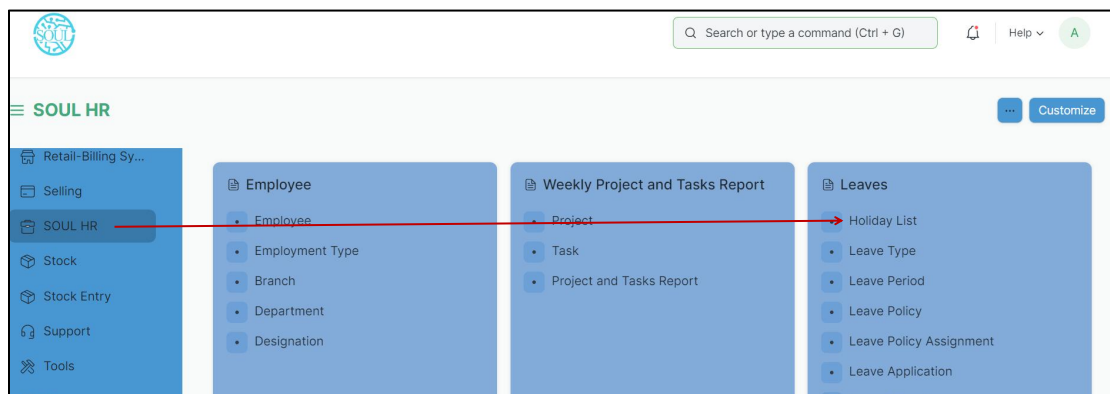 SOUL
Search or type a command (Ctrl + G)
Help
A
SOUL HR
...
Customize
Retail-Billing Sy...
Selling
SOUL HR
Stock
Stock Entry
Support
Tools
Employee
Employee
Employment Type
Branch
Department
Designation
Weekly Project and Tasks Report
Project
Task
Project and Tasks Report
Leaves
Holiday List
Leave Type
Leave Period
Leave Policy
Leave Policy Assignment
Leave Application